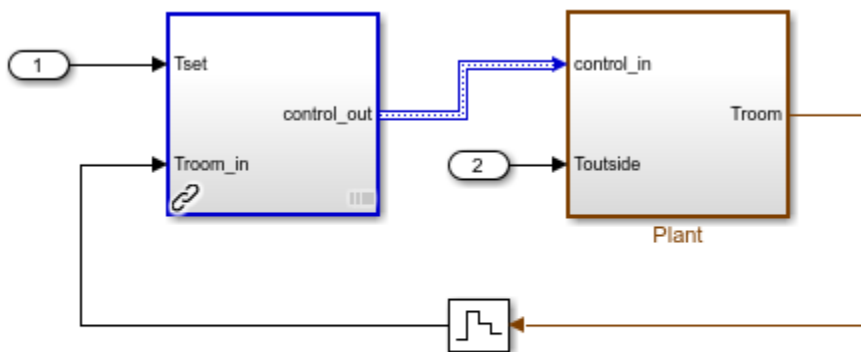 1
Tset
control_out
Troom_in
control_in
Troom
2
Toutside
Plant